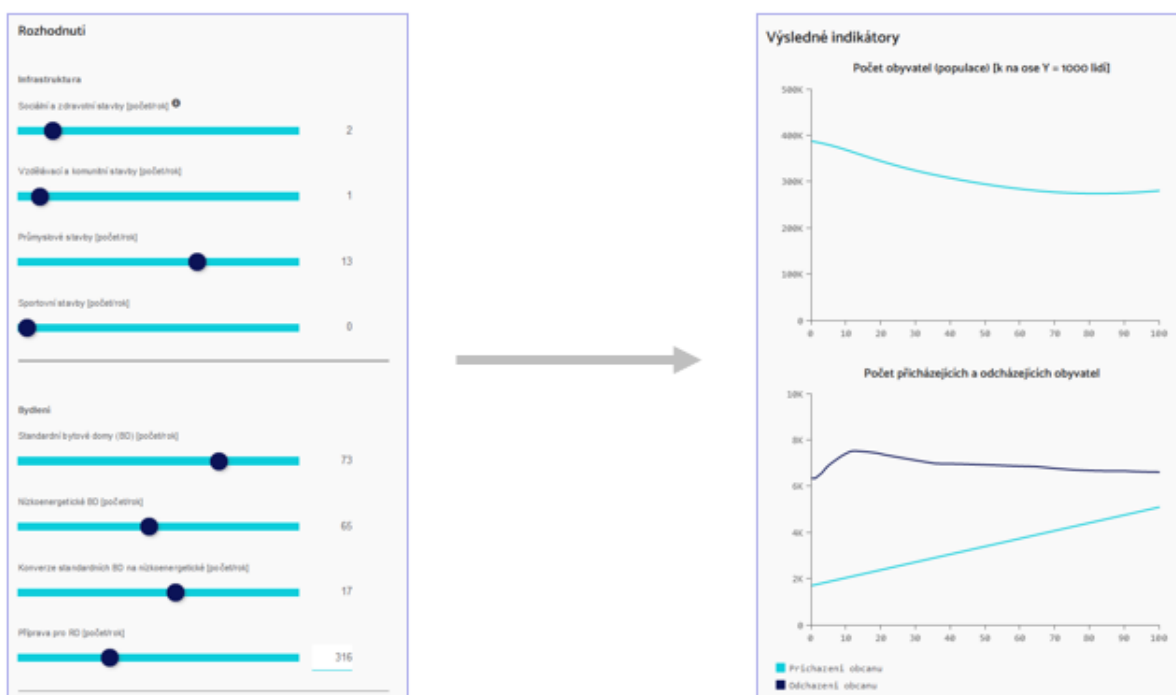 Rozhodnutí
Infrastruktura
Sociální a zdravotní stavby [počet/rok]
2
Vzdělávací a komunitní stavby [počet/rok]
1
Průmyslové stavby [počet/rok]
13
Sportovní stavby [počet/rok]
0
Bydlení
Standardní bytové domy (BD) [počet/rok]
73
Nízkoenergetické BD [počet/rok]
65
Konverze standardních BD na nízkoenergetické [počet/rok]
17
Příprava pro RD [počet/rok]
316
Výsledné indikátory
Počet obyvatel (populace) [k na ose Y = 1000 lidí]
500K
400K
300K
200K
100K
0
0 10 20 30 40 50 60 70 80 90 100
Počet přicházejících a odcházejících obyvatel
10K
8K
6K
4K
2K
0
0 10 20 30 40 50 60 70 80 90 100
Prichazeni obcanu
Odchazeni obcanu